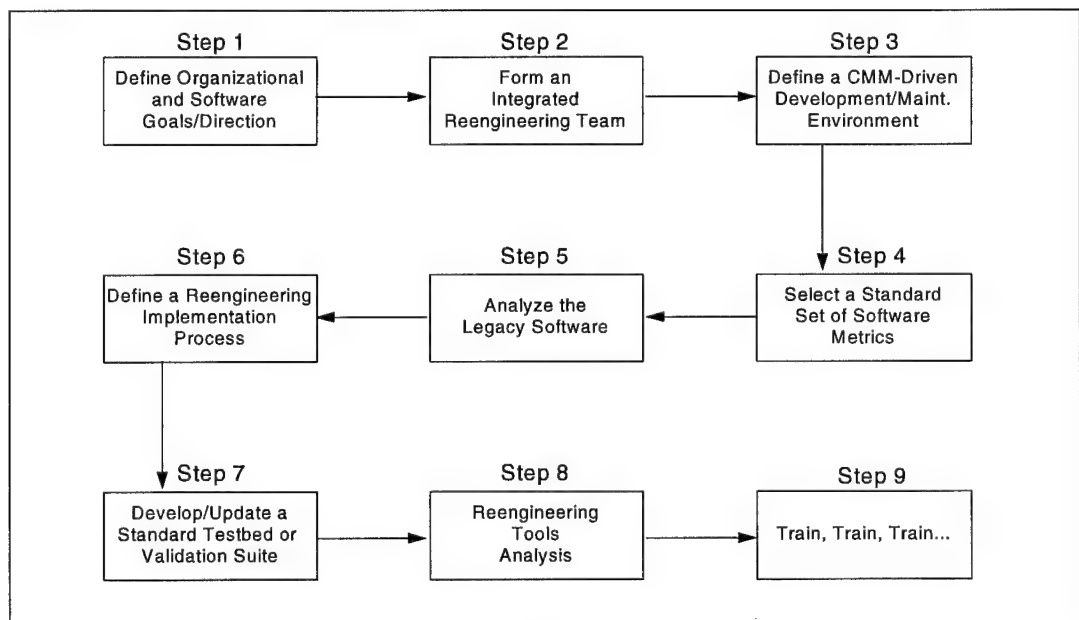 Step 1
Define Organizational
and Software
Goals/Direction
Step 2
Form an
Integrated
Reengineering Team
Step 3
Define a CMM-Driven
Development/Maint.
Environment
Step 4
Select a Standard
Set of Software
Metrics
Step 5
Analyze the
Legacy Software
Step 6
Define a Reengineering
Implementation
Process
Step 7
Develop/Update a
Standard Testbed or
Validation Suite
Step 8
Reengineering
Tools
Analysis
Step 9
Train, Train, Train...